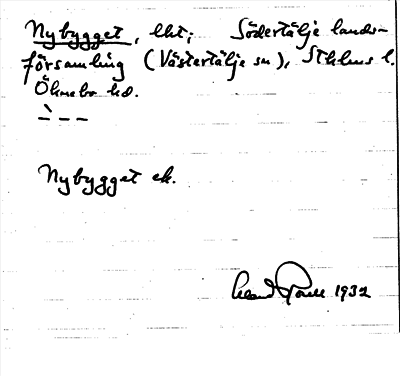 Nybygget, lht; Södertälje lands-
församling (Västertälje sn), Sthlms l.
Öknebo hd.
Nybygget ek.
1932